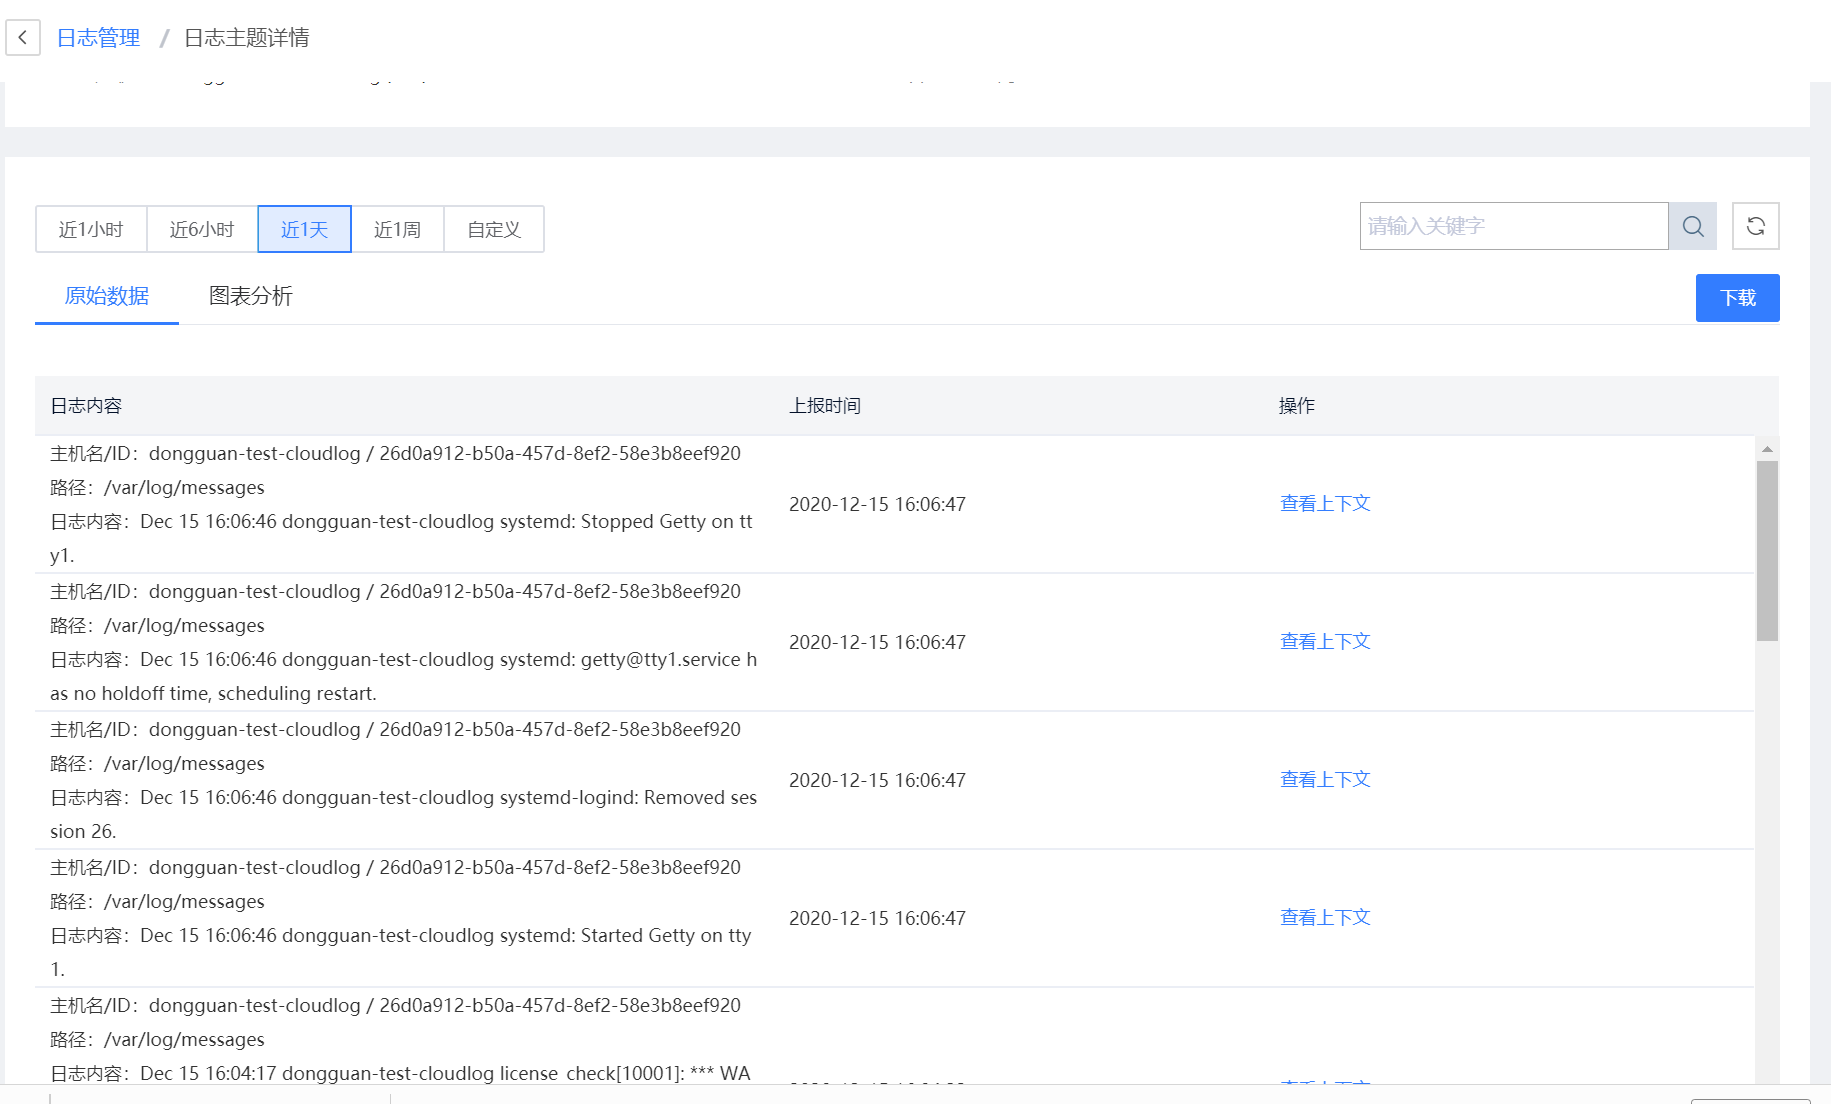 日志管理 / 日志主题详情
近1小时 近6小时 近1天 近1周 自定义
请输入关键字
原始数据 图表分析
下载
日志内容 上报时间 操作
主机名/ID：dongguan-test-cloudlog / 26d0a912-b50a-457d-8ef2-58e3b8eef920
路径：/var/log/messages
日志内容：Dec 15 16:06:46 dongguan-test-cloudlog systemd: Stopped Getty on tt
y1.
2020-12-15 16:06:47 查看上下文
主机名/ID：dongguan-test-cloudlog / 26d0a912-b50a-457d-8ef2-58e3b8eef920
路径：/var/log/messages
日志内容：Dec 15 16:06:46 dongguan-test-cloudlog systemd: getty@tty1.service h
as no holdoff time, scheduling restart.
2020-12-15 16:06:47 查看上下文
主机名/ID：dongguan-test-cloudlog / 26d0a912-b50a-457d-8ef2-58e3b8eef920
路径：/var/log/messages
日志内容：Dec 15 16:06:46 dongguan-test-cloudlog systemd-logind: Removed ses
sion 26.
2020-12-15 16:06:47 查看上下文
主机名/ID：dongguan-test-cloudlog / 26d0a912-b50a-457d-8ef2-58e3b8eef920
路径：/var/log/messages
日志内容：Dec 15 16:06:46 dongguan-test-cloudlog systemd: Started Getty on tty
1.
2020-12-15 16:06:47 查看上下文
主机名/ID：dongguan-test-cloudlog / 26d0a912-b50a-457d-8ef2-58e3b8eef920
路径：/var/log/messages
日志内容：Dec 15 16:04:17 dongguan-test-cloudlog license_check[10001]: *** WA